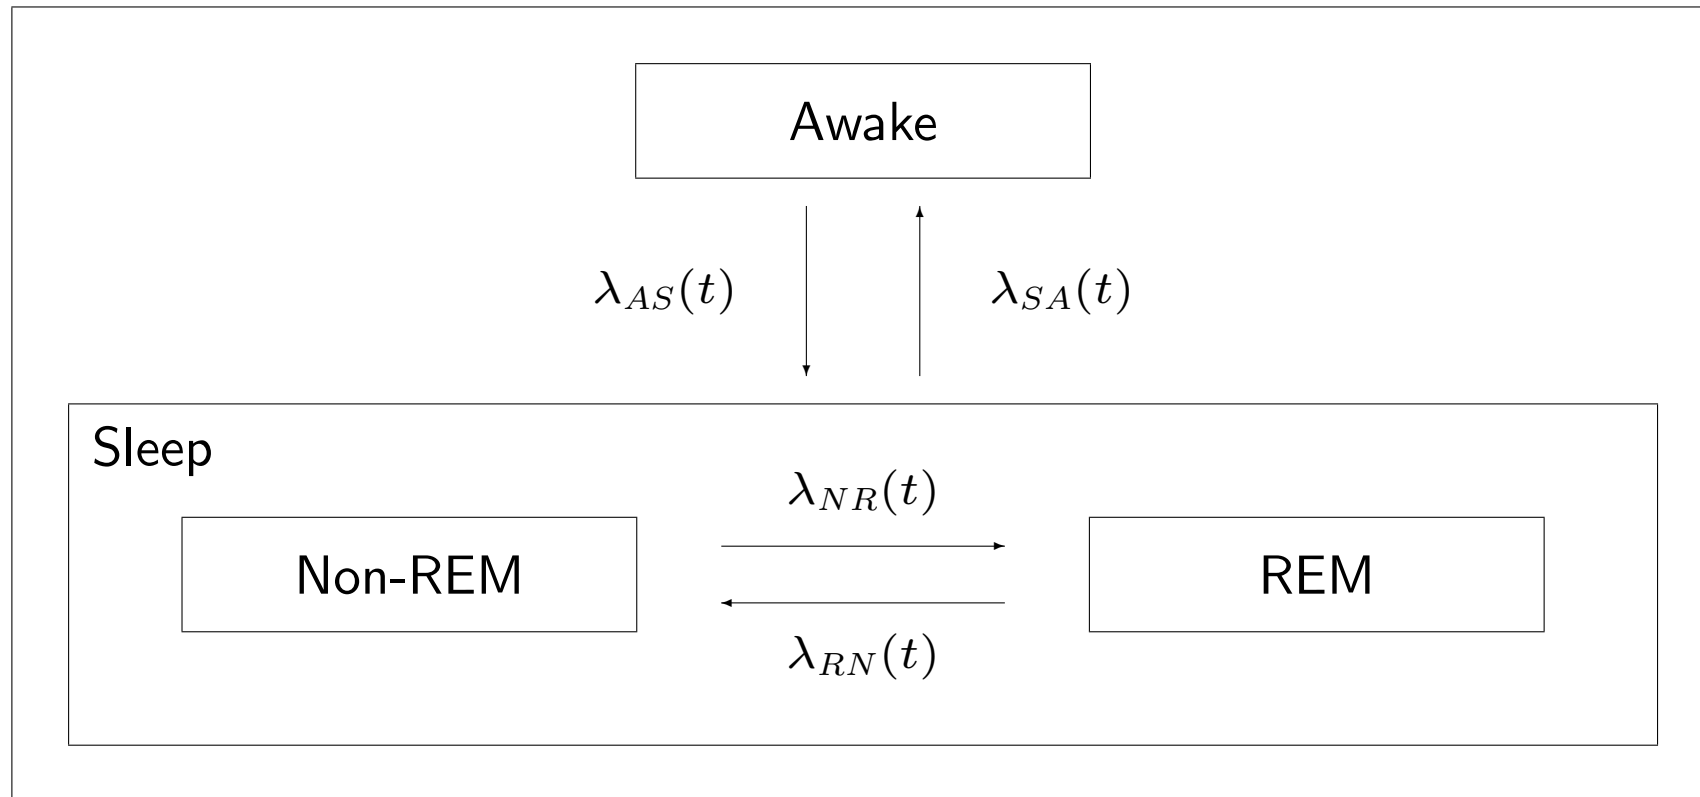 Awake
λ_{AS}(t)
λ_{SA}(t)
Sleep
λ_{NR}(t)
Non-REM
REM
λ_{RN}(t)